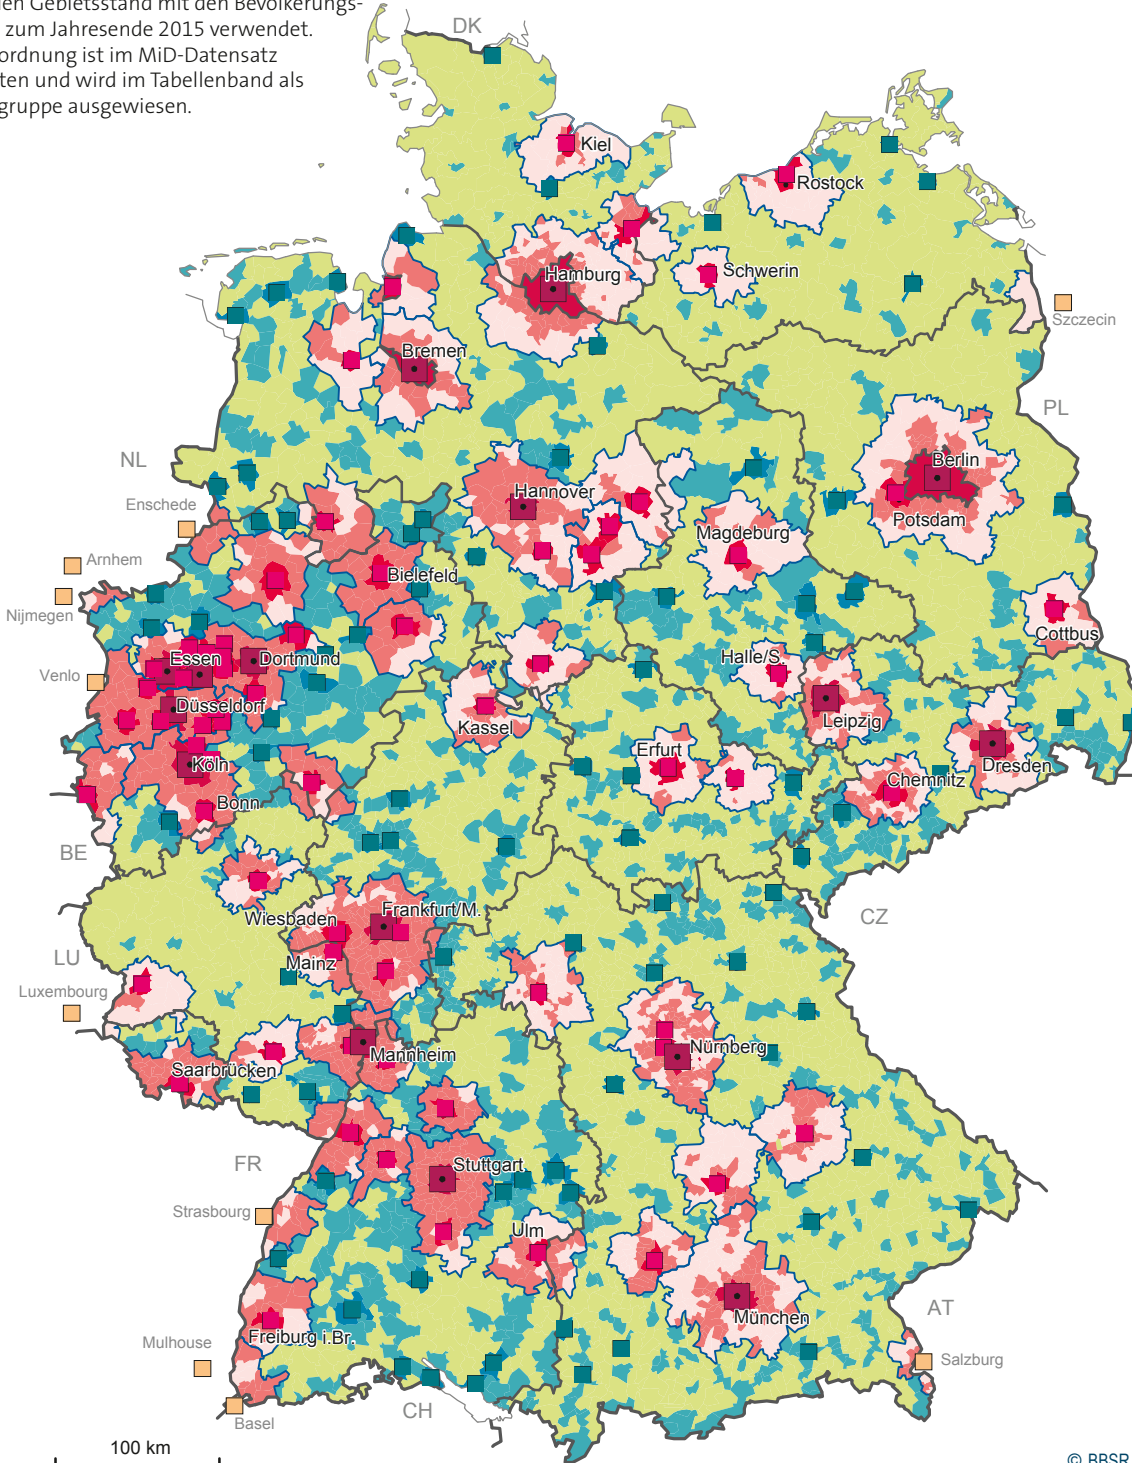 en Gebietsstand mit den Bevölkerungs-
zum Jahresende 2015 verwendet.
ordnung ist im MiD-Datensatz
ten und wird im Tabellenband als
gruppe ausgewiesen.
DK
Kiel
Rostock
Hamburg
Schwerin
Szczecin
Bremen
PL
NL
Berlin
Hannover
Enschede
Potsdam
Magdeburg
Arnhem
Bielefeld
Nijmegen
Cottbus
Essen
Dortmund
Halle/S.
Venlo
Düsseldorf
Leipzig
Kassel
Erfurt
Köln
Dresden
Chemnitz
Bonn
BE
Wiesbaden
Frankfurt/M.
CZ
LU
Mainz
Luxembourg
Mannheim
Nürnberg
Saarbrücken
FR
Stuttgart
Strasbourg
Ulm
AT
München
Mulhouse
Freiburg i.Br.
Salzburg
CH
Basel
100 km
© BBSR